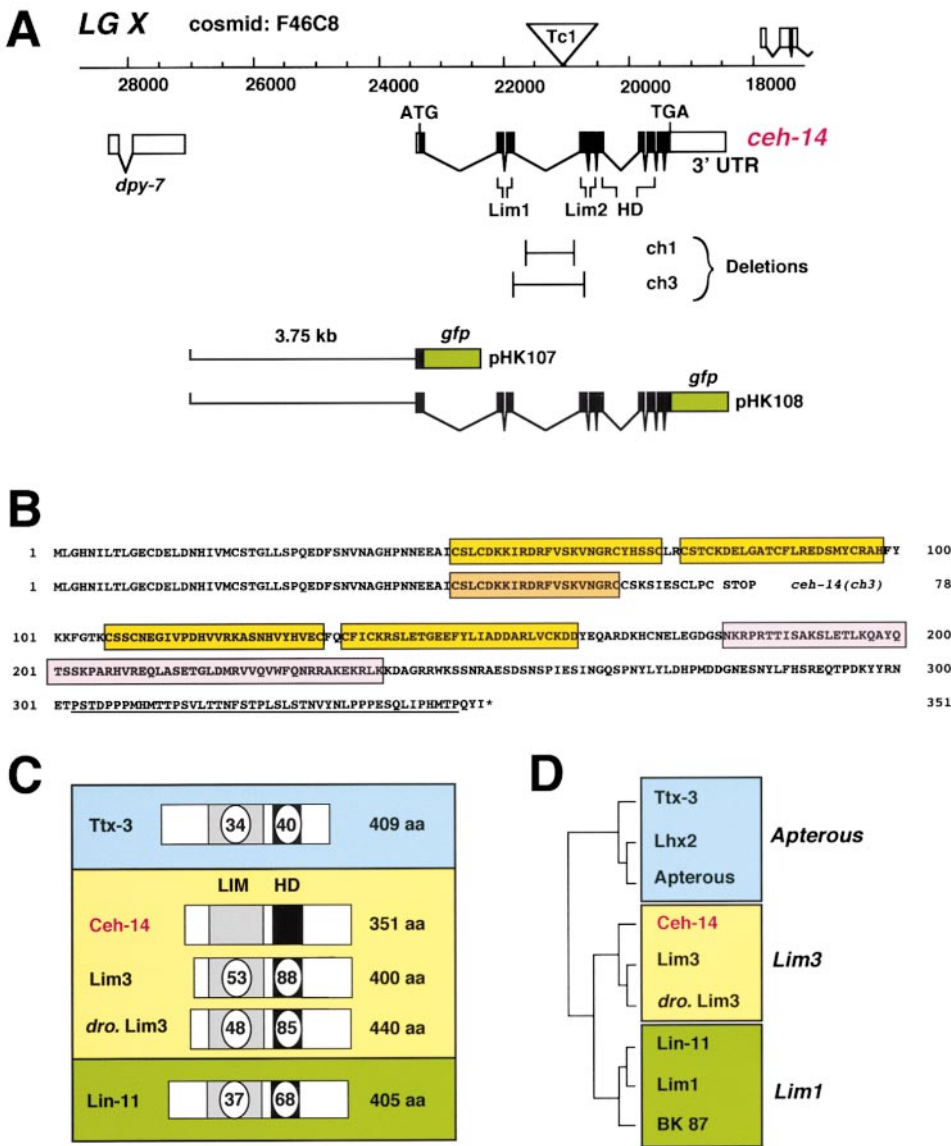 A
LG X cosmid: F46C8
Tc1
28000 26000 24000 22000 20000 18000
ATG TGA
ceh-14
dpy-7
3' UTR
Lim1 Lim2 HD
ch1
ch3
Deletions
3.75 kb gfp
pHK107
gfp
pHK108
B
1 MLGHNILTLGECDELDNHIVMCSTGLLSPQEDFSNVNAGHPNNEEAICSLCDKKIRDRFVSKVNGRCYHSSCLRCSTCKDELGATCFLREDSMYCRAHFY 100
1 MLGHNILTLGECDELDNHIVMCSTGLLSPQEDFSNVNAGHPNNEEAICSLCDKKIRDRFVSKVNGRCCSKSIESCLPC STOP ceh-14(ch3) 78
101 KKFGTKCSSCNEGIVPDHVVRKASNHVYHVECFQCFICKRSLETGEEFYLIADDARLVCKDDYEQARDKHCNELEGDGSNKRPRTTISAKSLETLKQAYQ 200
201 TSSKPARHVREQLASETGLDMRVVQVWFQNRRAKEKRLKKDAGRRWKSSNRAESDSNSPIESINGQSPNYLYLDHPMDDGNESNYLFHSREQTPDKYYRN 300
301 ETPSTDPPPMHMTTPSVLTTNFSTPLSLSTNVYNLPPPESQLIPHMTPQYI* 351
C
Ttx-3 34 40 409 aa
LIM HD
Ceh-14 351 aa
Lim3 53 88 400 aa
dro. Lim3 48 85 440 aa
Lin-11 37 68 405 aa
D
Ttx-3
Lhx2
Apterous
Apterous
Ceh-14
Lim3
dro. Lim3
Lim3
Lin-11
Lim1
BK 87
Lim1